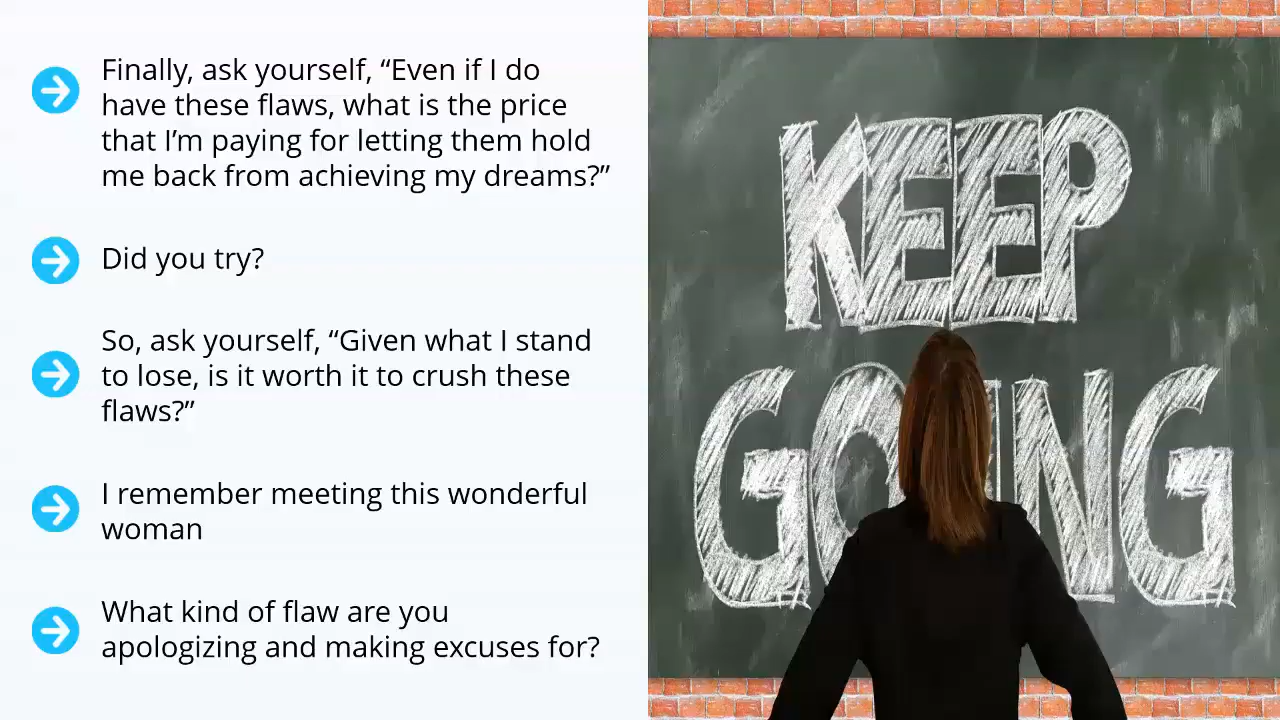 Finally, ask yourself, “Even if I do
have these flaws, what is the price
that I’m paying for letting them hold
me back from achieving my dreams?”
Did you try?
So, ask yourself, “Given what I stand
to lose, is it worth it to crush these
flaws?”
I remember meeting this wonderful
woman
What kind of flaw are you
apologizing and making excuses for?
KEEP
GOING